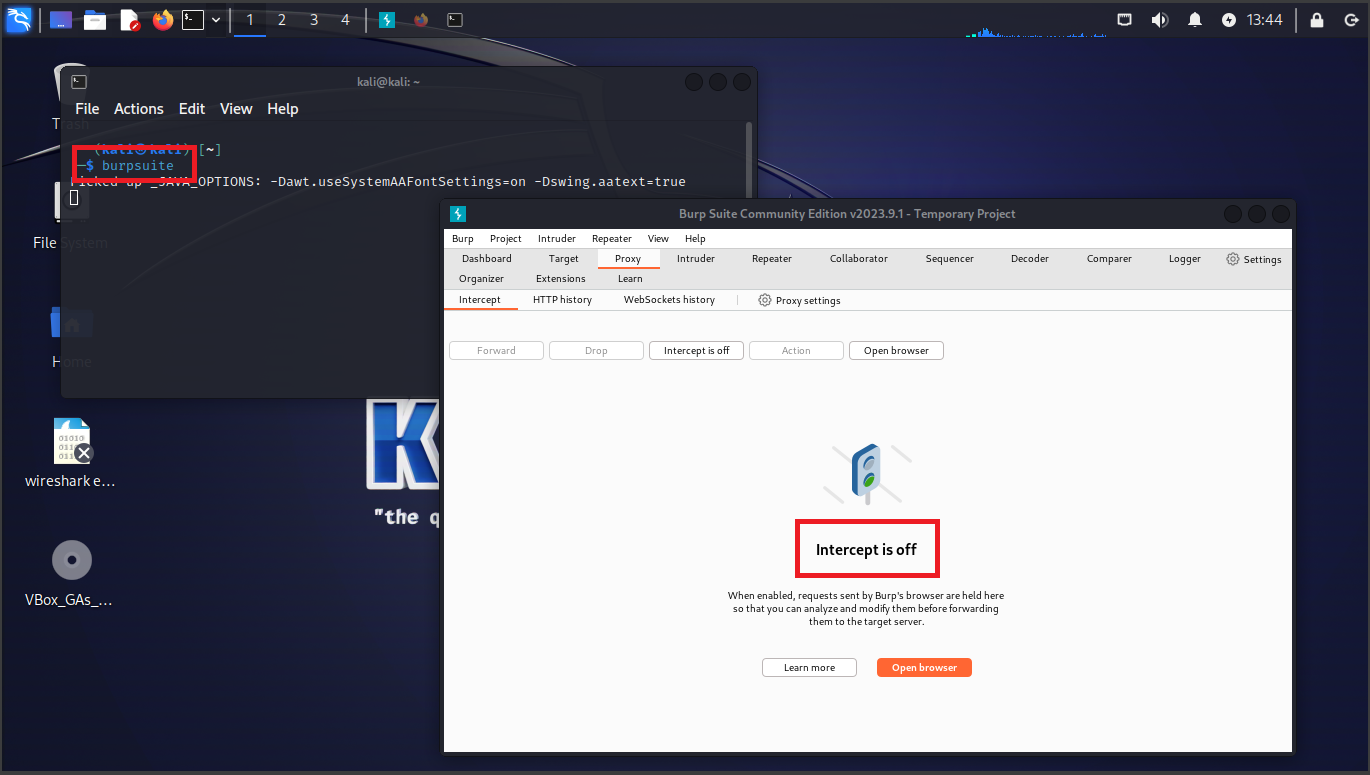 1 2 3 4
13:44
Trash
File System
Home
wireshark e...
VBox_GAs_...
"the q
kali@kali: ~
File Actions Edit View Help
(kali㉿kali) [~]
$ burpsuite
Picked up _JAVA_OPTIONS: -Dawt.useSystemAAFontSettings=on -Dswing.aatext=true
Burp Suite Community Edition v2023.9.1 - Temporary Project
Burp Project Intruder Repeater View Help
Dashboard Target Proxy Intruder Repeater Collaborator Sequencer Decoder Comparer Logger Settings
Organizer Extensions Learn
Intercept HTTP history WebSockets history Proxy settings
Forward Drop Intercept is off Action Open browser
Intercept is off
When enabled, requests sent by Burp's browser are held here
so that you can analyze and modify them before forwarding
them to the target server.
Learn more Open browser